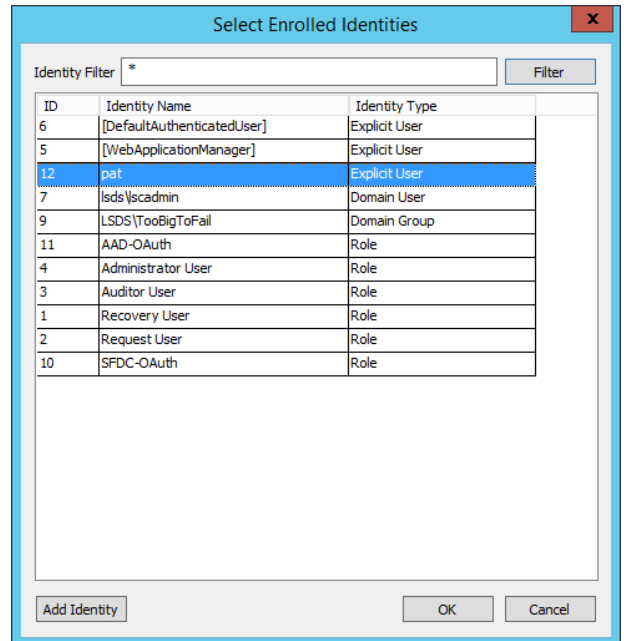 Select Enrolled Identities
x
Identity Filter * Filter
ID Identity Name Identity Type
6 [DefaultAuthenticatedUser] Explicit User
5 [WebApplicationManager] Explicit User
12 pat Explicit User
7 lsds\lscadmin Domain User
9 LSDS\TooBigToFail Domain Group
11 AAD-OAuth Role
4 Administrator User Role
3 Auditor User Role
1 Recovery User Role
2 Request User Role
10 SFDC-OAuth Role
Add Identity OK Cancel